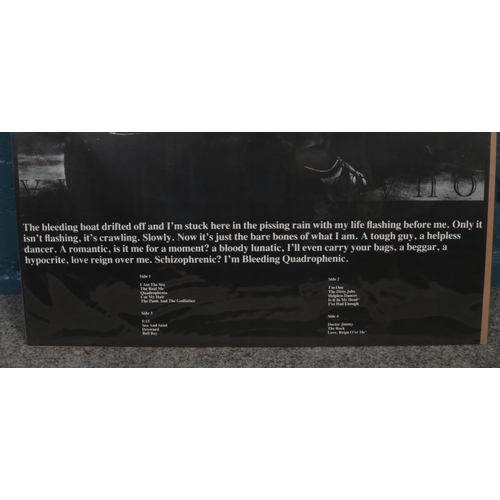 The bleeding boat drifted off and I'm stuck here in the pissing rain with my life flashing before me. Only it
isn't flashing, it's crawling. Slowly. Now it's just the bare bones of what I am. A tough guy, a helpless
dancer. A romantic, is it me for a moment? a bloody lunatic, I'll even carry your bags, a beggar, a
hypocrite, love reign over me. Schizophrenic? I'm Bleeding Quadrophenic.
Side 1
I Am The Sea
The Real Me
Quadrophenia
Cut My Hair
The Punk And The Godfather
Side 2
I'm One
The Dirty Jobs
Helpless Dancer
Is It In My Head?
I've Had Enough
Side 3
5:15
Sea And Sand
Drowned
Bell Boy
Side 4
Doctor Jimmy
The Rock
Love, Reign O'er Me